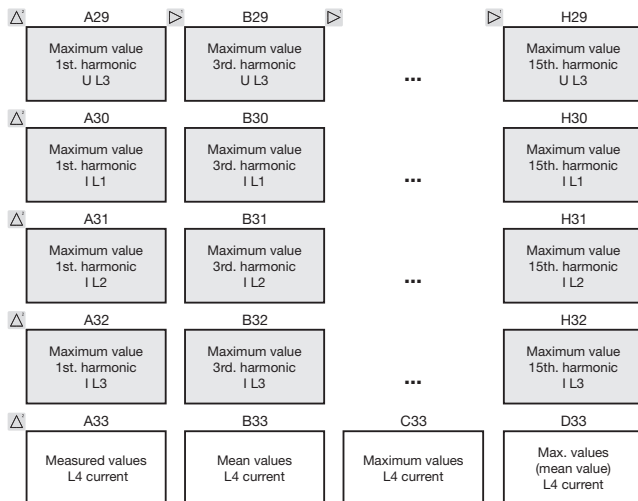 A29 B29 H29
Maximum value Maximum value Maximum value
1st. harmonic 3rd. harmonic ... 15th. harmonic
U L3 U L3 U L3
A30 B30 H30
Maximum value Maximum value Maximum value
1st. harmonic 3rd. harmonic ... 15th. harmonic
I L1 I L1 I L1
A31 B31 H31
Maximum value Maximum value Maximum value
1st. harmonic 3rd. harmonic ... 15th. harmonic
I L2 I L2 I L2
A32 B32 H32
Maximum value Maximum value Maximum value
1st. harmonic 3rd. harmonic ... 15th. harmonic
I L3 I L3 I L3
A33 B33 C33 D33
Measured values Mean values Maximum values Max. values
L4 current L4 current L4 current (mean value)
L4 current